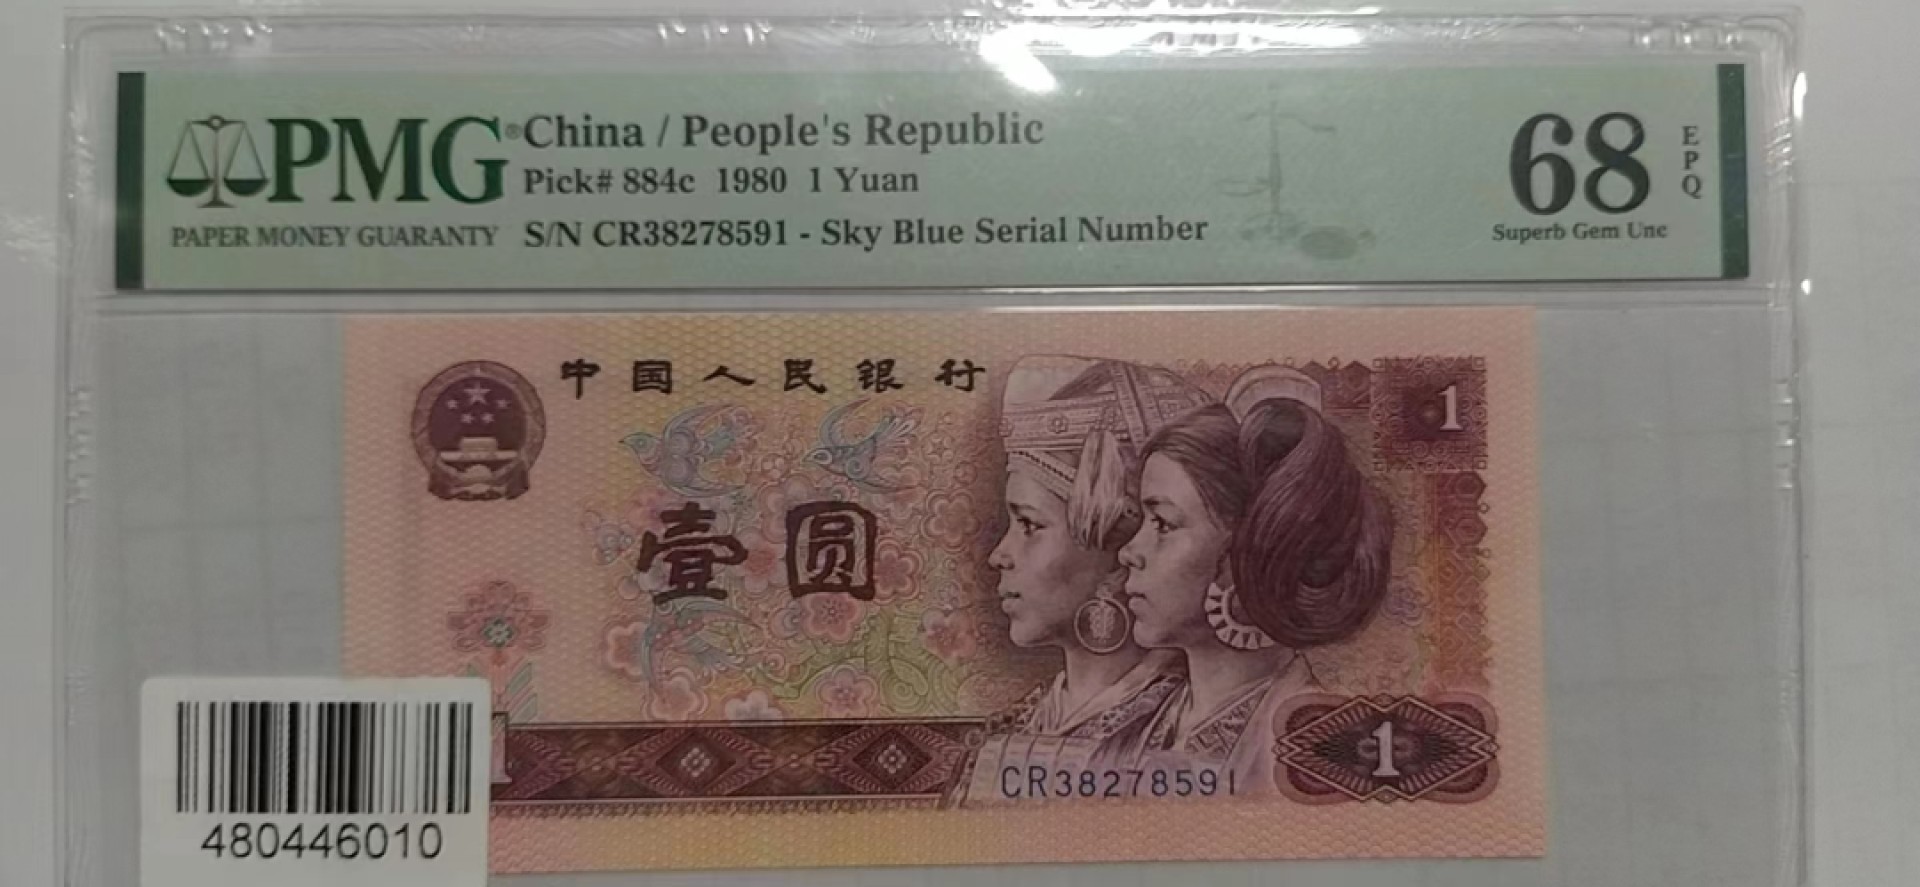 PMG® China / People's Republic
Pick# 884c 1980 1 Yuan
PAPER MONEY GUARANTY S/N CR38278591 - Sky Blue Serial Number
68 EPQ
Superb Gem Unc
中国人民银行
1
壹圆
1
1
CR38278591
480446010